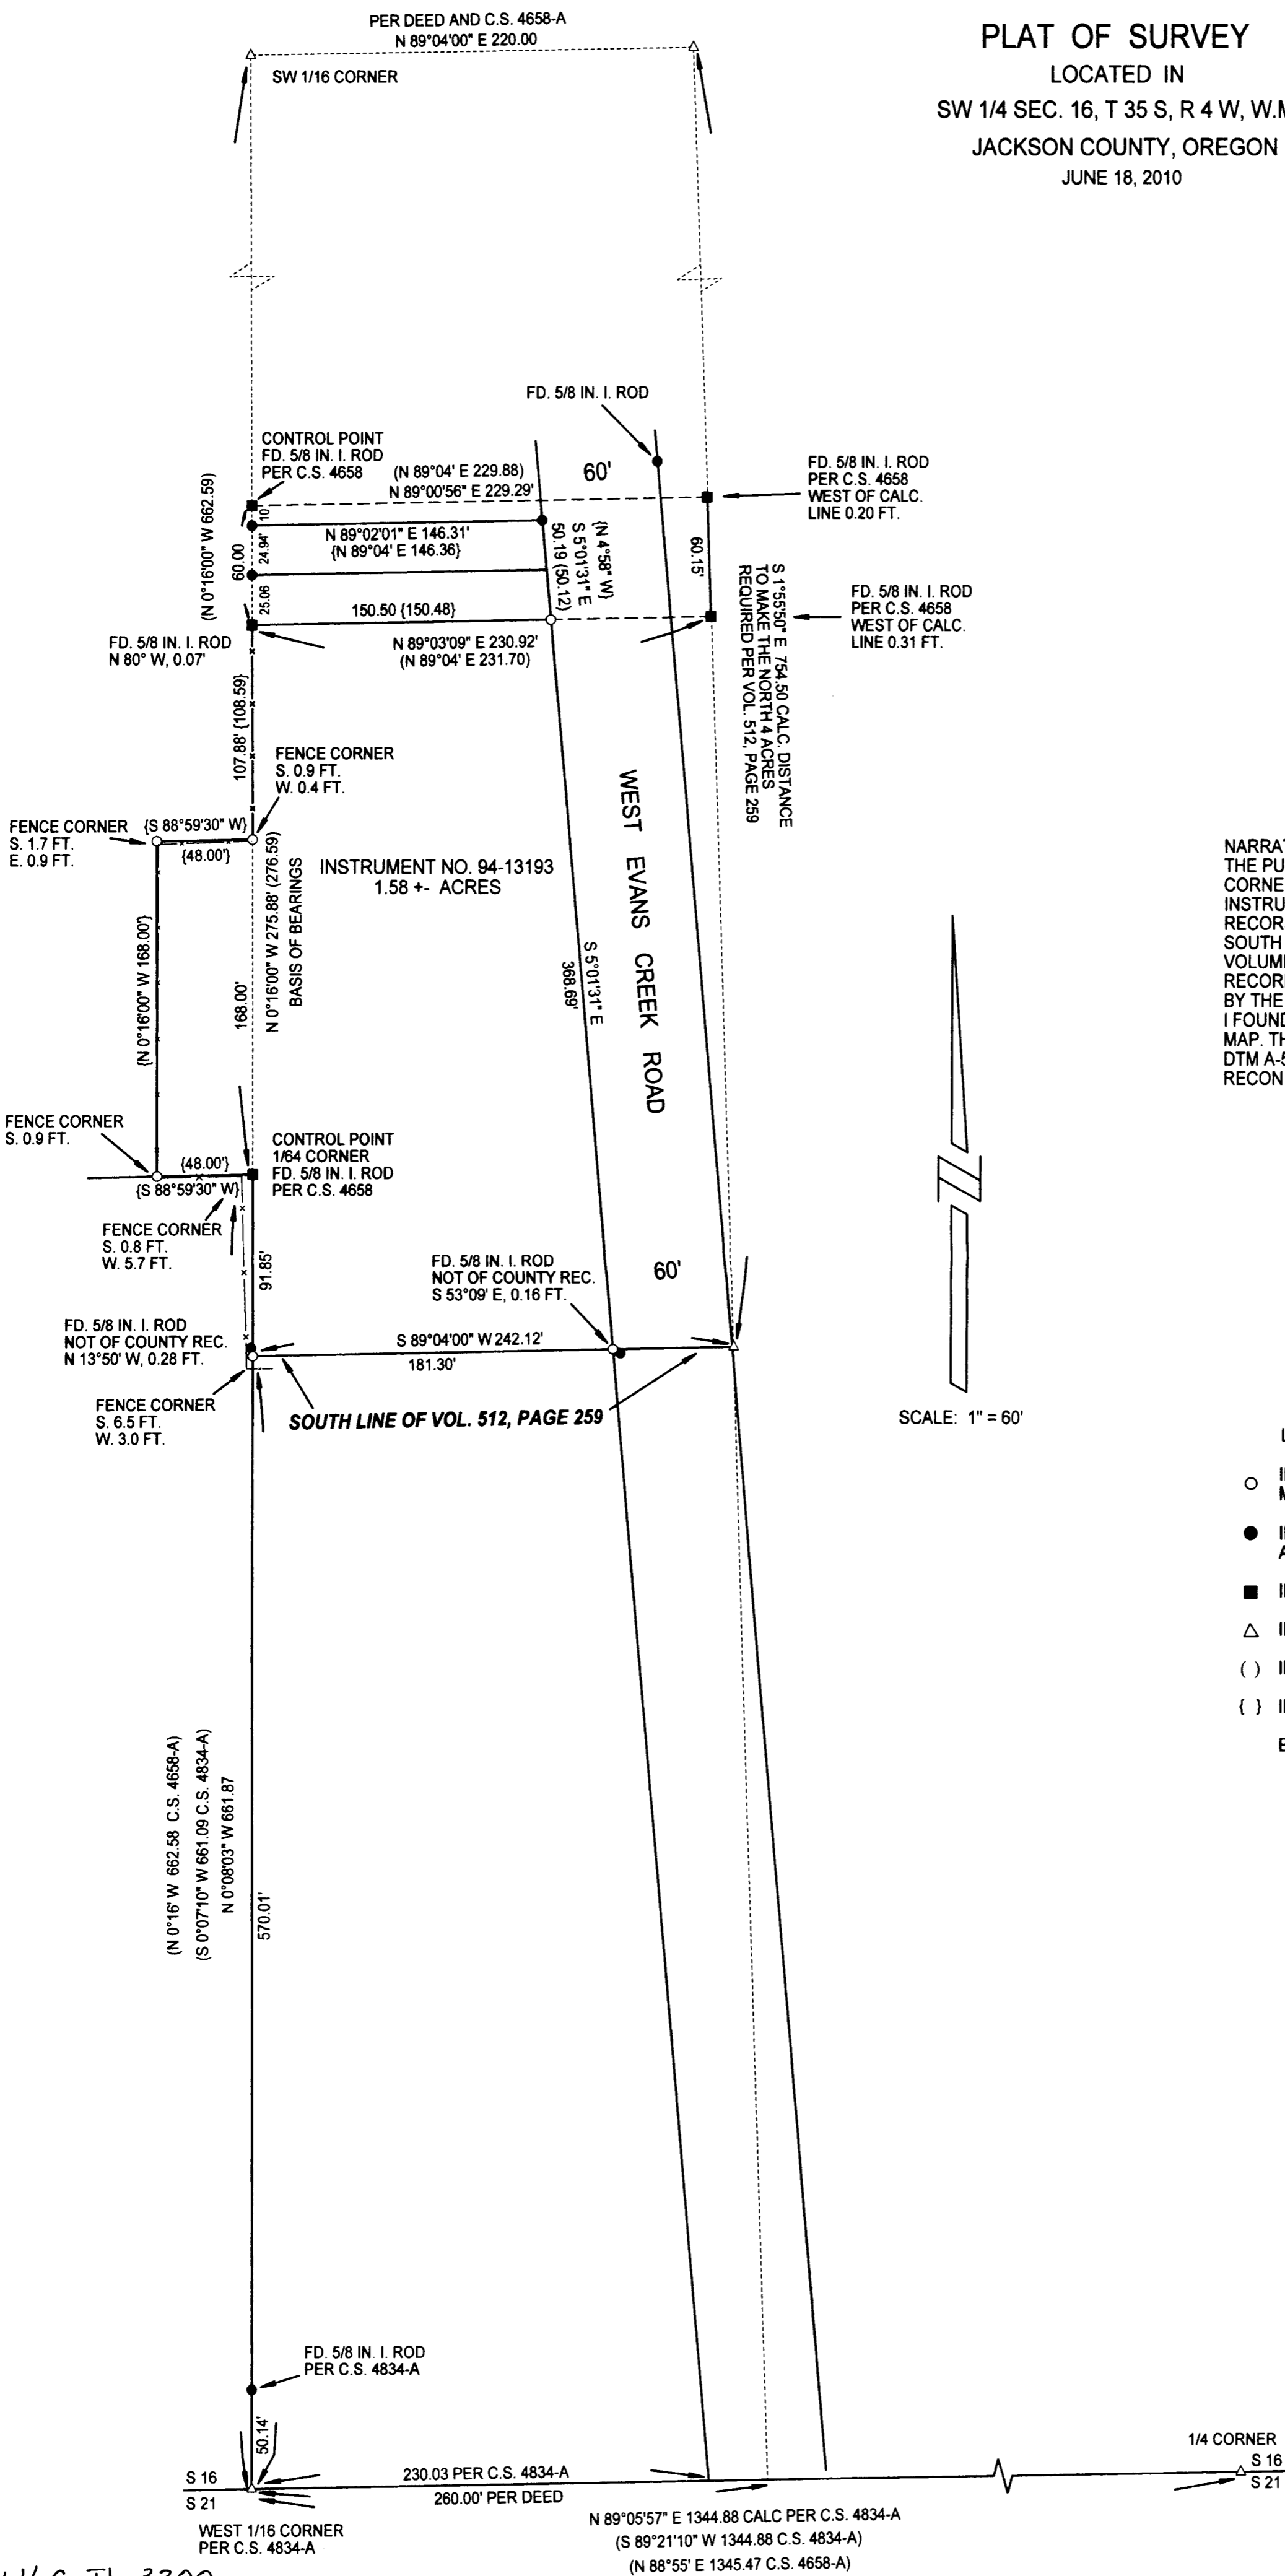 PER DEED AND C.S. 4658-A
N 89°04'00" E 220.00
SW 1/16 CORNER
PLAT OF SURVEY
LOCATED IN
SW 1/4 SEC. 16, T 35 S, R 4 W, W.M
JACKSON COUNTY, OREGON
JUNE 18, 2010
FD. 5/8 IN. I. ROD
60'
CONTROL POINT
FD. 5/8 IN. I. ROD
PER C.S. 4658
(N 89°04' E 229.88)
N 89°00'56" E 229.29'
FD. 5/8 IN. I. ROD
PER C.S. 4658
WEST OF CALC.
LINE 0.20 FT.
(N 0°16'00" W 662.59)
60.00
10'
24.94'
25.06
N 89°02'01" E 146.31'
{N 89°04' E 146.36}
{N 4°58" W}
S 5°01'31" E
50.19 (50.12)
60.15'
S 1°55'50" E 754.50 CALC. DISTANCE
TO MAKE THE NORTH 4 ACRES
REQUIRED PER VOL. 512, PAGE 259
FD. 5/8 IN. I. ROD
PER C.S. 4658
WEST OF CALC.
LINE 0.31 FT.
150.50 {150.48}
FD. 5/8 IN. I. ROD
N 80° W, 0.07'
N 89°03'09" E 230.92'
(N 89°04' E 231.70)
107.88' {108.59}
FENCE CORNER
S. 0.9 FT.
W. 0.4 FT.
FENCE CORNER
S. 1.7 FT.
E. 0.9 FT.
{S 88°59'30" W}
{48.00'}
INSTRUMENT NO. 94-13193
1.58 +- ACRES
WEST EVANS CREEK ROAD
{N 0°16'00" W 168.00'}
168.00'
N 0°16'00" W 275.88' (276.59)
BASIS OF BEARINGS
S 5°01'31" E
368.69'
NARRAT
THE PU
CORNE
INSTRU
RECOR
SOUTH
VOLUM
RECOR
BY THE
I FOUND
MAP. TH
DTM A-5
RECON
FENCE CORNER
S. 0.9 FT.
{48.00'}
{S 88°59'30" W}
CONTROL POINT
1/64 CORNER
FD. 5/8 IN. I. ROD
PER C.S. 4658
FENCE CORNER
S. 0.8 FT.
W. 5.7 FT.
91.85'
FD. 5/8 IN. I. ROD
NOT OF COUNTY REC.
S 53°09' E, 0.16 FT.
60'
FD. 5/8 IN. I. ROD
NOT OF COUNTY REC.
N 13°50' W, 0.28 FT.
S 89°04'00" W 242.12'
181.30'
FENCE CORNER
S. 6.5 FT.
W. 3.0 FT.
SOUTH LINE OF VOL. 512, PAGE 259
SCALE: 1" = 60'
( )
{ }
(N 0°16' W 662.58 C.S. 4658-A)
(S 0°07'10" W 661.09 C.S. 4834-A)
N 0°08'03" W 661.87
570.01'
FD. 5/8 IN. I. ROD
PER C.S. 4834-A
50.14'
S 16
S 21
230.03 PER C.S. 4834-A
260.00' PER DEED
1/4 CORNER
S 16
S 21
WEST 1/16 CORNER
PER C.S. 4834-A
N 89°05'57" E 1344.88 CALC PER C.S. 4834-A
(S 89°21'10" W 1344.88 C.S. 4834-A)
(N 88°55' E 1345.47 C.S. 4658-A)